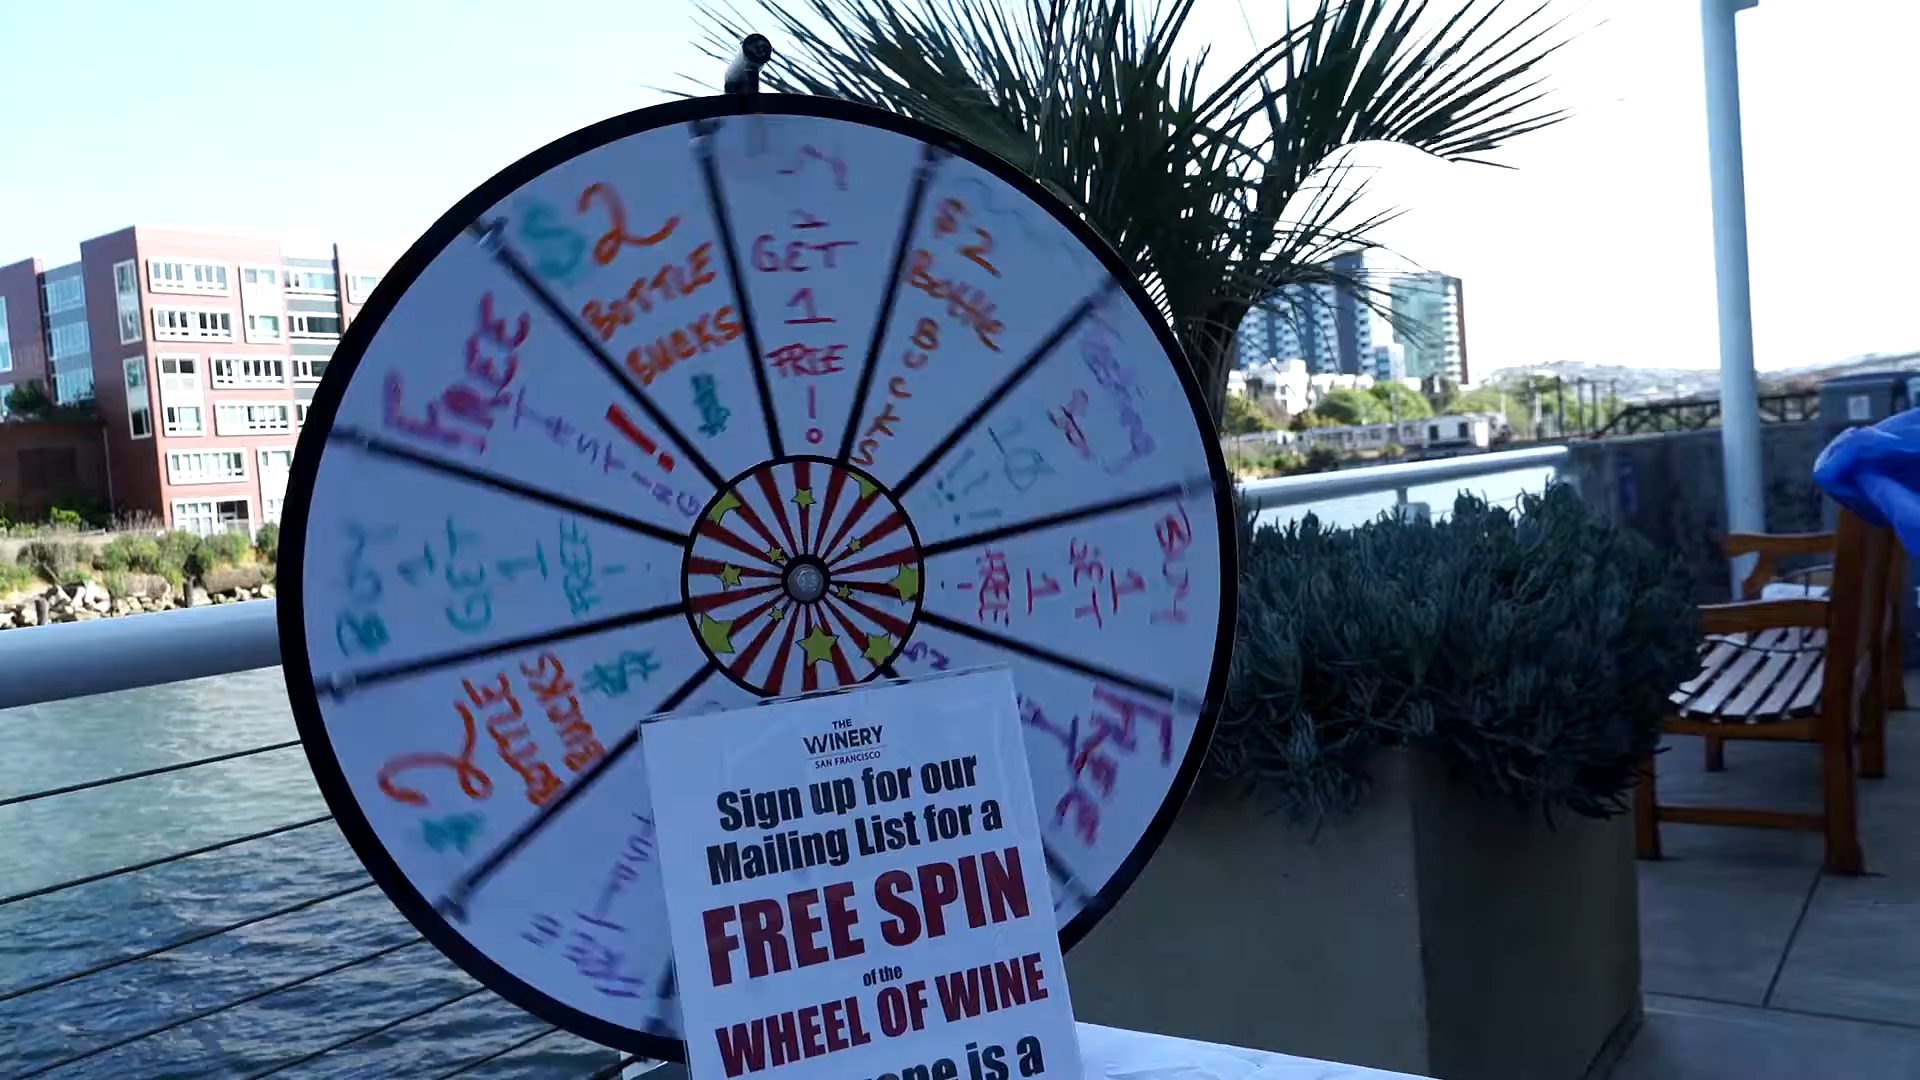 $2
BOTTLE
BUCKS
GET
1
FREE
!
$2
Bottle
BUCKS
FREE
TESTING
!!
BUY
1
GET
1
FREE
!
BUY
1
GET
1
FREE
!
$2
BOTTLE
BUCKS
Free
THE
WINERY
SAN FRANCISCO
Sign up for our
Mailing List for a
FREE SPIN
of the
WHEEL OF WINE
is a